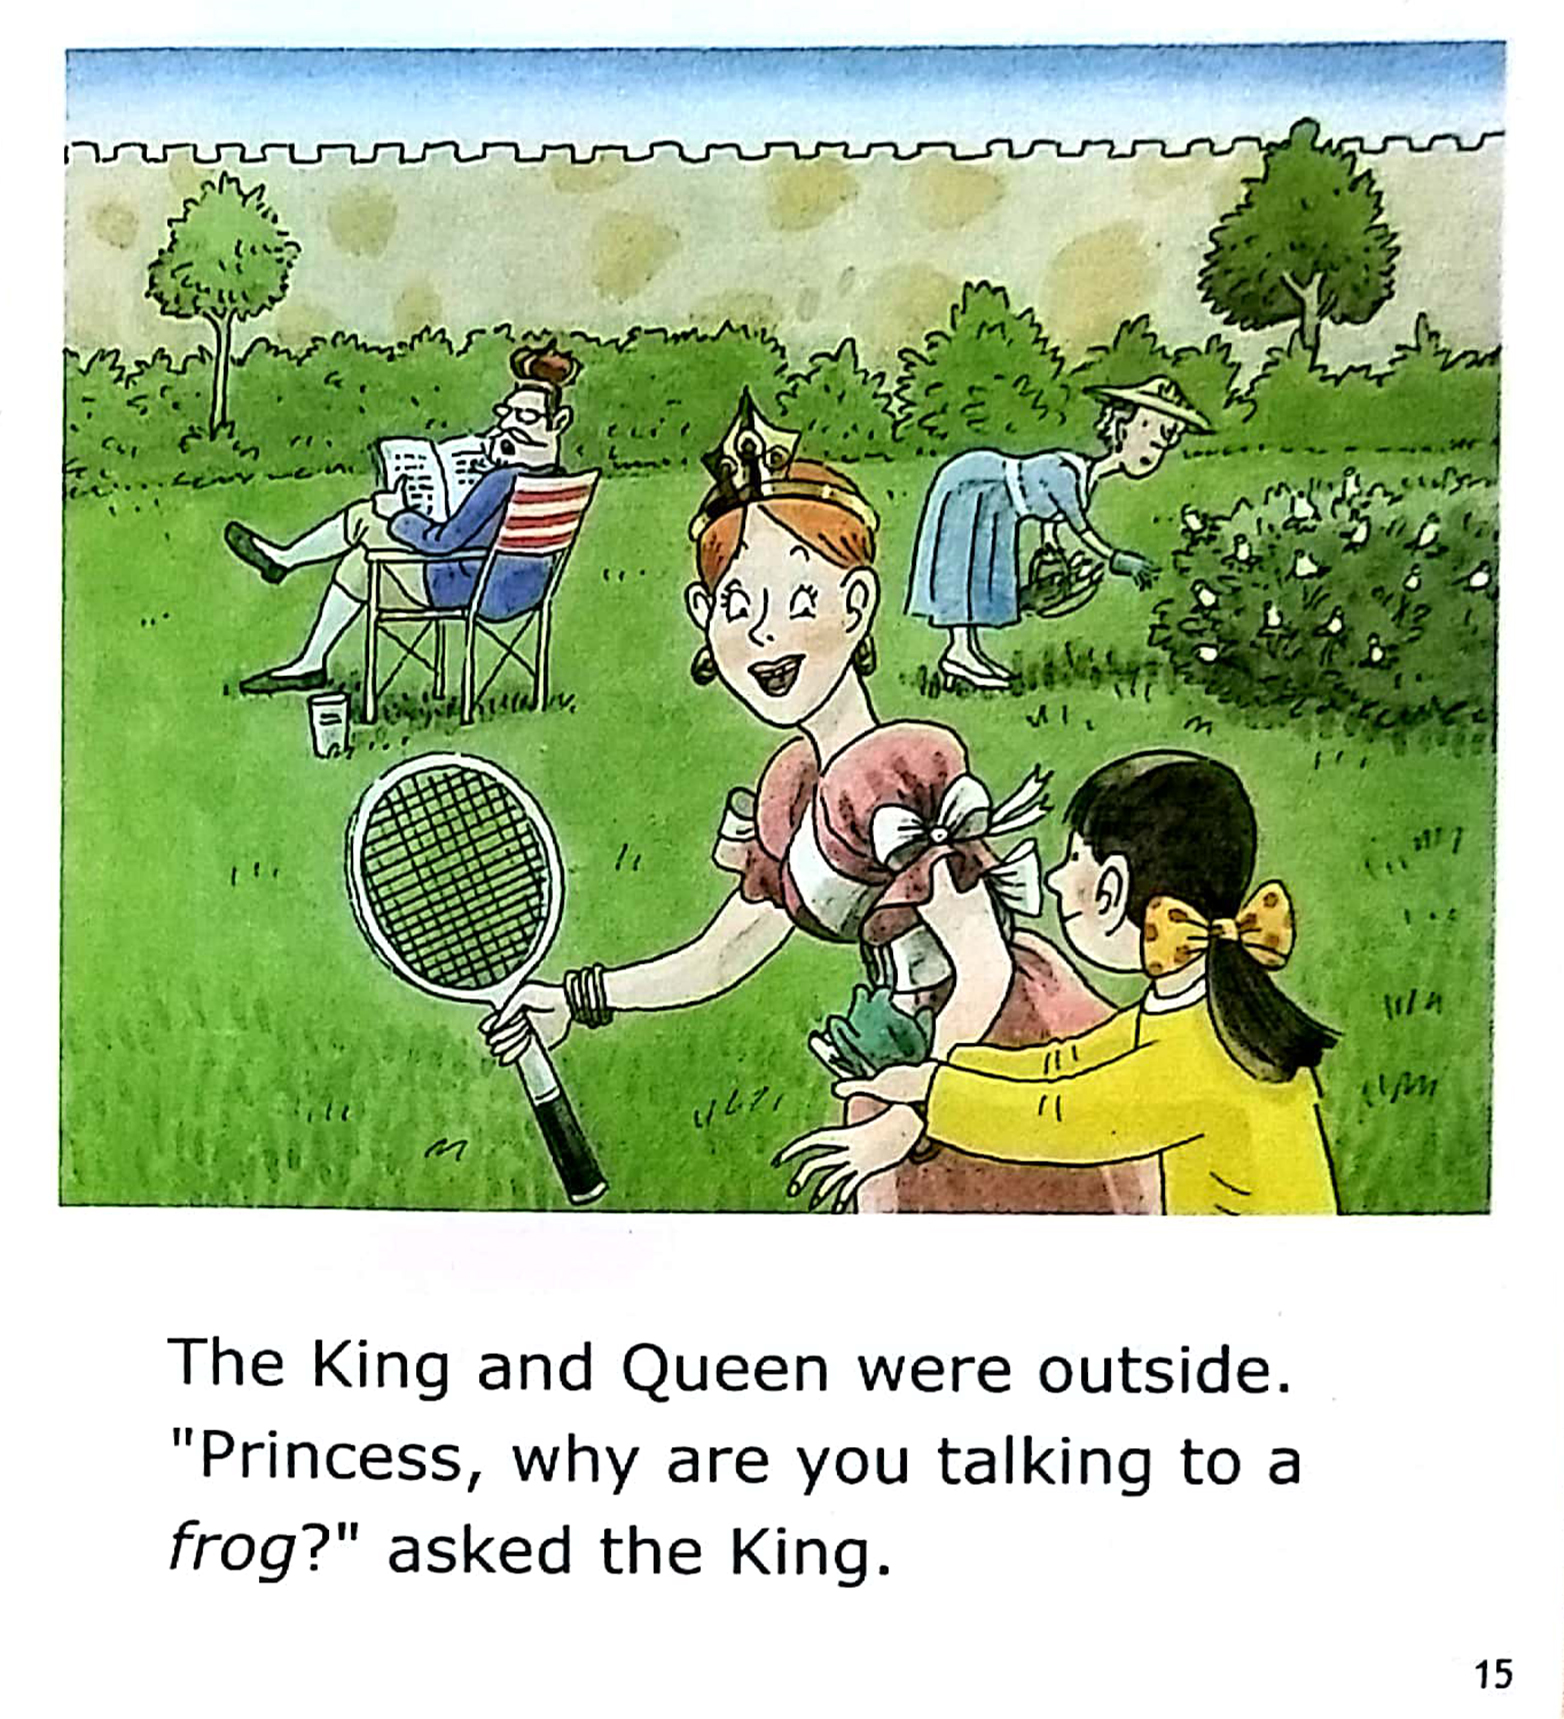 The King and Queen were outside.
"Princess, why are you talking to a
frog?" asked the King.
15